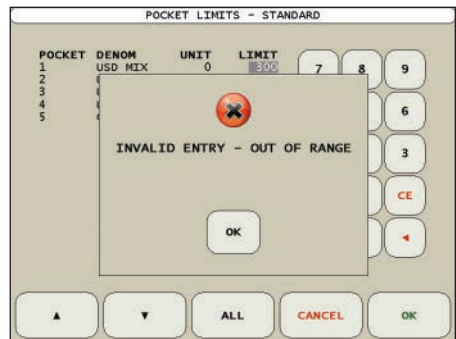 POCKET LIMITS - STANDARD
POCKET DENOM UNIT LIMIT
1 USD MIX 0 300
2
3
4
5
7 8 9
6
3
CE
INVALID ENTRY - OUT OF RANGE
OK
▲ ▼ ALL CANCEL OK